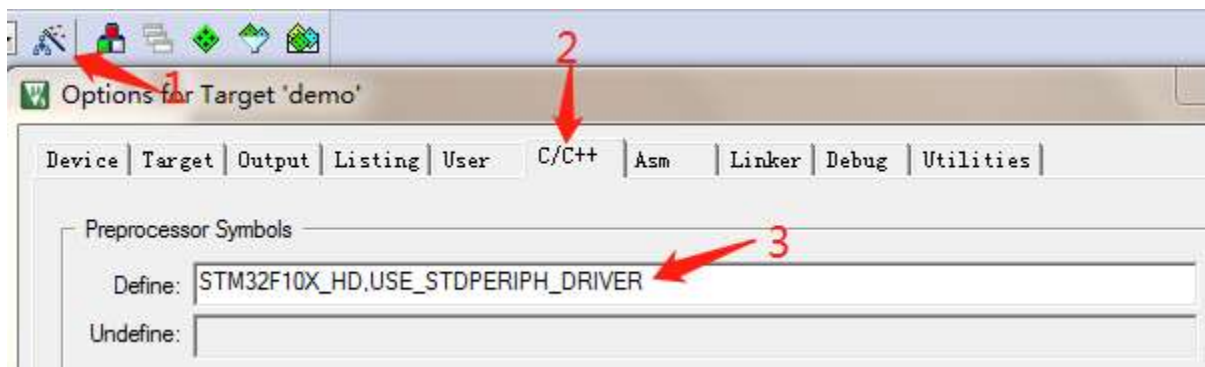 2
1
Options for Target 'demo'
Device Target Output Listing User C/C++ Asm Linker Debug Utilities
Preprocessor Symbols
3
Define: STM32F10X_HD,USE_STDPERIPH_DRIVER
Undefine: